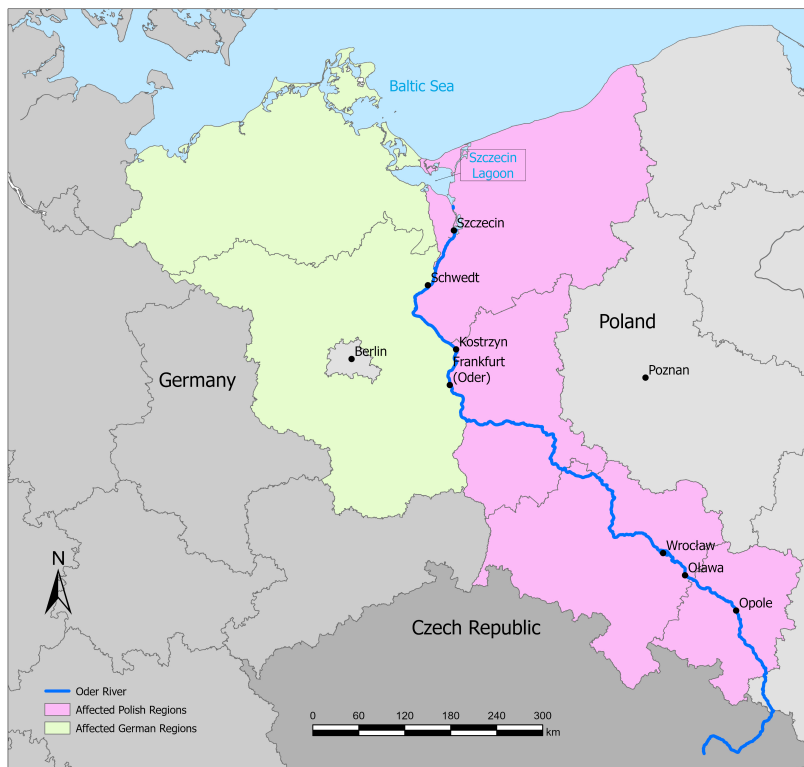 Baltic Sea
Szczecin
Lagoon
Szczecin
Schwedt
Poland
Kostrzyn
Berlin
Frankfurt
(Oder)
Poznan
Germany
Wrocław
N
Oława
Opole
Czech Republic
Oder River
Affected Polish Regions
Affected German Regions
0 60 120 180 240 300
km